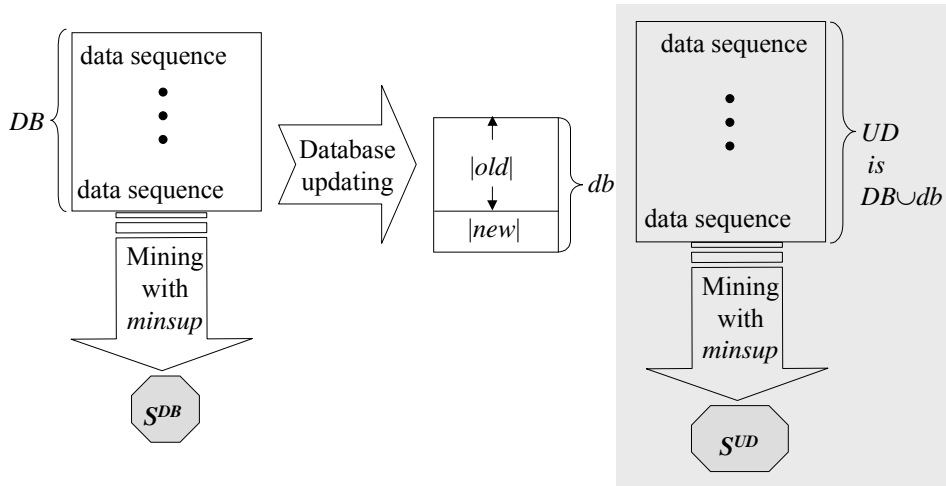 data sequence
DB
data sequence
Mining
with
minsup
S^DB
Database
updating
|old|
|new|
db
data sequence
data sequence
UD
is
DB∪db
Mining
with
minsup
S^UD